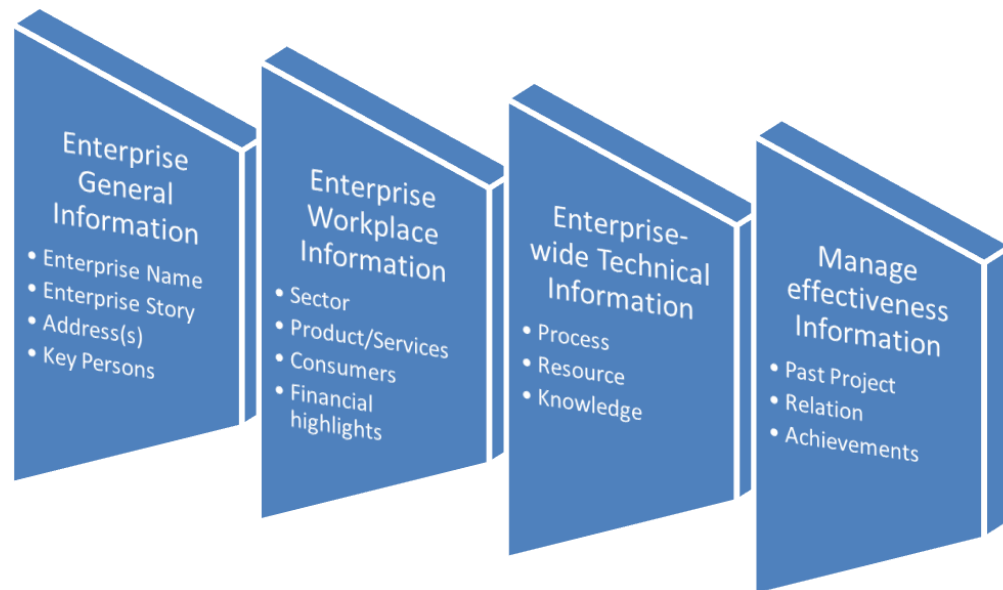 Enterprise
General
Information
• Enterprise Name
• Enterprise Story
• Address(s)
• Key Persons
Enterprise
Workplace
Information
• Sector
• Product/Services
• Consumers
• Financial
highlights
Enterprise-
wide Technical
Information
• Process
• Resource
• Knowledge
Manage
effectiveness
Information
• Past Project
• Relation
• Achievements